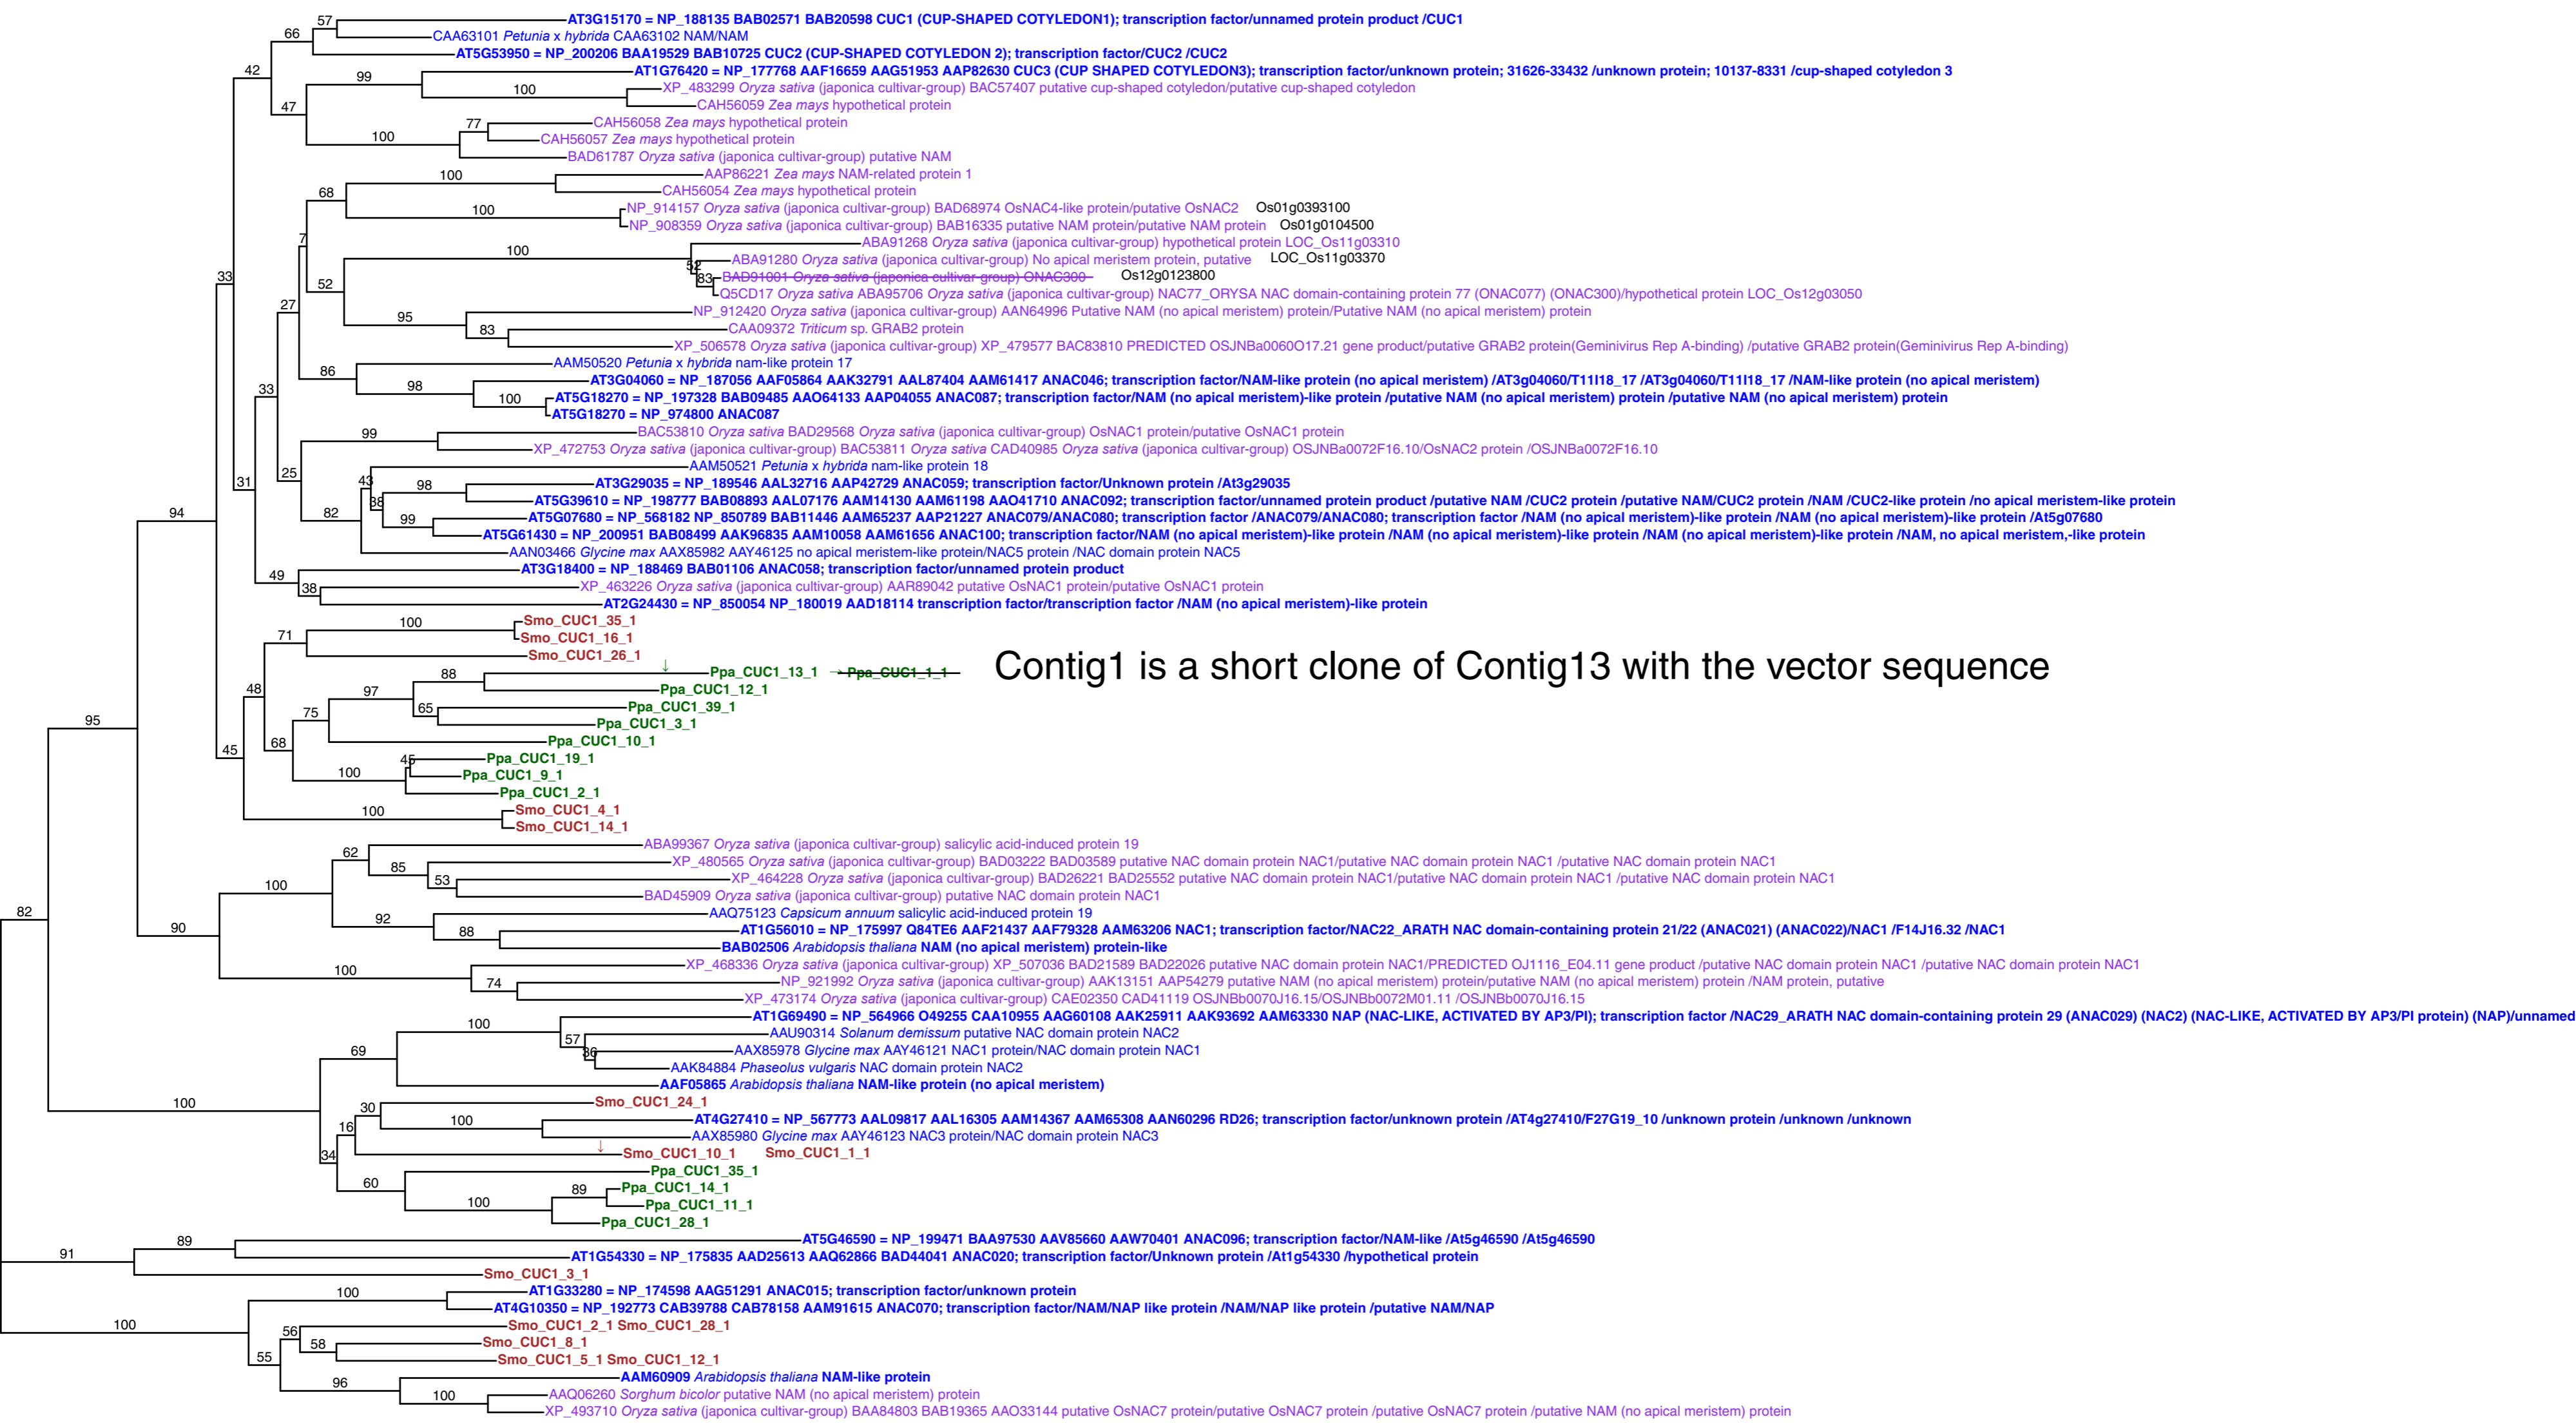 57
AT3G15170 = NP_188135 BAB02571 BAB20598 CUC1 (CUP-SHAPED COTYLEDON1); transcription factor/unnamed protein product /CUC1
66
CAA63101 Petunia x hybrida CAA63102 NAM/NAM
AT5G53950 = NP_200206 BAA19529 BAB10725 CUC2 (CUP-SHAPED COTYLEDON 2); transcription factor/CUC2 /CUC2
42
99
AT1G76420 = NP_177768 AAF16659 AAG51953 AAP82630 CUC3 (CUP SHAPED COTYLEDON3); transcription factor/unknown protein; 31626-33432 /unknown protein; 10137-8331 /cup-shaped cotyledon 3
100
XP_483299 Oryza sativa (japonica cultivar-group) BAC57407 putative cup-shaped cotyledon/putative cup-shaped cotyledon
47
CAH56059 Zea mays hypothetical protein
77
CAH56058 Zea mays hypothetical protein
100
CAH56057 Zea mays hypothetical protein
BAD61787 Oryza sativa (japonica cultivar-group) putative NAM
100
AAP86221 Zea mays NAM-related protein 1
68
CAH56054 Zea mays hypothetical protein
100
NP_914157 Oryza sativa (japonica cultivar-group) BAD68974 OsNAC4-like protein/putative OsNAC2 Os01g0393100
NP_908359 Oryza sativa (japonica cultivar-group) BAB16335 putative NAM protein/putative NAM protein Os01g0104500
7
100
ABA91268 Oryza sativa (japonica cultivar-group) hypothetical protein LOC_Os11g03310
52
ABA91280 Oryza sativa (japonica cultivar-group) No apical meristem protein, putative LOC_Os11g03370
33
83
BAD91001 Oryza sativa (japonica cultivar-group) ONAC300 Os12g0123800
52
Q5CD17 Oryza sativa ABA95706 Oryza sativa (japonica cultivar-group) NAC77_ORYSA NAC domain-containing protein 77 (ONAC077) (ONAC300)/hypothetical protein LOC_Os12g03050
27
95
NP_912420 Oryza sativa (japonica cultivar-group) AAN64996 Putative NAM (no apical meristem) protein/Putative NAM (no apical meristem) protein
83
CAA09372 Triticum sp. GRAB2 protein
XP_506578 Oryza sativa (japonica cultivar-group) XP_479577 BAC83810 PREDICTED OSJNBa0060O17.21 gene product/putative GRAB2 protein(Geminivirus Rep A-binding) /putative GRAB2 protein(Geminivirus Rep A-binding)
86
AAM50520 Petunia x hybrida nam-like protein 17
98
AT3G04060 = NP_187056 AAF05864 AAK32791 AAL87404 AAM61417 ANAC046; transcription factor/NAM-like protein (no apical meristem) /AT3g04060/T11I18_17 /AT3g04060/T11I18_17 /NAM-like protein (no apical meristem)
33
100
AT5G18270 = NP_197328 BAB09485 AAO64133 AAP04055 ANAC087; transcription factor/NAM (no apical meristem)-like protein /putative NAM (no apical meristem) protein /putative NAM (no apical meristem) protein
AT5G18270 = NP_974800 ANAC087
99
BAC53810 Oryza sativa BAD29568 Oryza sativa (japonica cultivar-group) OsNAC1 protein/putative OsNAC1 protein
XP_472753 Oryza sativa (japonica cultivar-group) BAC53811 Oryza sativa CAD40985 Oryza sativa (japonica cultivar-group) OSJNBa0072F16.10/OsNAC2 protein /OSJNBa0072F16.10
25
AAM50521 Petunia x hybrida nam-like protein 18
31
43
98
AT3G29035 = NP_189546 AAL32716 AAP42729 ANAC059; transcription factor/Unknown protein /At3g29035
38
AT5G39610 = NP_198777 BAB08893 AAL07176 AAM14130 AAM61198 AAO41710 ANAC092; transcription factor/unnamed protein product /putative NAM /CUC2 protein /putative NAM/CUC2 protein /NAM /CUC2-like protein /no apical meristem-like protein
94
82
99
AT5G07680 = NP_568182 NP_850789 BAB11446 AAM65237 AAP21227 ANAC079/ANAC080; transcription factor /ANAC079/ANAC080; transcription factor /NAM (no apical meristem)-like protein /NAM (no apical meristem)-like protein /At5g07680
AT5G61430 = NP_200951 BAB08499 AAK96835 AAM10058 AAM61656 ANAC100; transcription factor/NAM (no apical meristem)-like protein /NAM (no apical meristem)-like protein /NAM (no apical meristem)-like protein /NAM, no apical meristem,-like protein
AAN03466 Glycine max AAX85982 AAY46125 no apical meristem-like protein/NAC5 protein /NAC domain protein NAC5
49
AT3G18400 = NP_188469 BAB01106 ANAC058; transcription factor/unnamed protein product
38
XP_463226 Oryza sativa (japonica cultivar-group) AAR89042 putative OsNAC1 protein/putative OsNAC1 protein
AT2G24430 = NP_850054 NP_180019 AAD18114 transcription factor/transcription factor /NAM (no apical meristem)-like protein
100
Smo_CUC1_35_1
71
Smo_CUC1_16_1
Smo_CUC1_26_1
↓
88
Ppa_CUC1_13_1 → Ppa_CUC1_1_1 Contig1 is a short clone of Contig13 with the vector sequence
48
97
Ppa_CUC1_12_1
65
Ppa_CUC1_39_1
75
Ppa_CUC1_3_1
95
68
Ppa_CUC1_10_1
45
45
Ppa_CUC1_19_1
100
Ppa_CUC1_9_1
Ppa_CUC1_2_1
100
Smo_CUC1_4_1
Smo_CUC1_14_1
ABA99367 Oryza sativa (japonica cultivar-group) salicylic acid-induced protein 19
62
85
XP_480565 Oryza sativa (japonica cultivar-group) BAD03222 BAD03589 putative NAC domain protein NAC1/putative NAC domain protein NAC1 /putative NAC domain protein NAC1
53
XP_464228 Oryza sativa (japonica cultivar-group) BAD26221 BAD25552 putative NAC domain protein NAC1/putative NAC domain protein NAC1 /putative NAC domain protein NAC1
100
BAD45909 Oryza sativa (japonica cultivar-group) putative NAC domain protein NAC1
82
92
AAQ75123 Capsicum annuum salicylic acid-induced protein 19
90
88
AT1G56010 = NP_175997 Q84TE6 AAF21437 AAF79328 AAM63206 NAC1; transcription factor/NAC22_ARATH NAC domain-containing protein 21/22 (ANAC021) (ANAC022)/NAC1 /F14J16.32 /NAC1
BAB02506 Arabidopsis thaliana NAM (no apical meristem) protein-like
100
XP_468336 Oryza sativa (japonica cultivar-group) XP_507036 BAD21589 BAD22026 putative NAC domain protein NAC1/PREDICTED OJ1116_E04.11 gene product /putative NAC domain protein NAC1 /putative NAC domain protein NAC1
74
NP_921992 Oryza sativa (japonica cultivar-group) AAK13151 AAP54279 putative NAM (no apical meristem) protein/putative NAM (no apical meristem) protein /NAM protein, putative
XP_473174 Oryza sativa (japonica cultivar-group) CAE02350 CAD41119 OSJNBb0070J16.15/OSJNBb0072M01.11 /OSJNBb0070J16.15
100
AT1G69490 = NP_564966 O49255 CAA10955 AAG60108 AAK25911 AAK93692 AAM63330 NAP (NAC-LIKE, ACTIVATED BY AP3/PI); transcription factor /NAC29_ARATH NAC domain-containing protein 29 (ANAC029) (NAC2) (NAC-LIKE, ACTIVATED BY AP3/PI protein) (NAP)/unnamed
57
AAU90314 Solanum demissum putative NAC domain protein NAC2
69
36
AAX85978 Glycine max AAY46121 NAC1 protein/NAC domain protein NAC1
AAK84884 Phaseolus vulgaris NAC domain protein NAC2
AAF05865 Arabidopsis thaliana NAM-like protein (no apical meristem)
100
30
Smo_CUC1_24_1
16
100
AT4G27410 = NP_567773 AAL09817 AAL16305 AAM14367 AAM65308 AAN60296 RD26; transcription factor/unknown protein /AT4g27410/F27G19_10 /unknown protein /unknown /unknown
AAX85980 Glycine max AAY46123 NAC3 protein/NAC domain protein NAC3
↓
34
Smo_CUC1_10_1 Smo_CUC1_1_1
Ppa_CUC1_35_1
60
89
Ppa_CUC1_14_1
100
Ppa_CUC1_11_1
Ppa_CUC1_28_1
89
AT5G46590 = NP_199471 BAA97530 AAV85660 AAW70401 ANAC096; transcription factor/NAM-like /At5g46590 /At5g46590
91
AT1G54330 = NP_175835 AAD25613 AAQ62866 BAD44041 ANAC020; transcription factor/Unknown protein /At1g54330 /hypothetical protein
Smo_CUC1_3_1
100
AT1G33280 = NP_174598 AAG51291 ANAC015; transcription factor/unknown protein
AT4G10350 = NP_192773 CAB39788 CAB78158 AAM91615 ANAC070; transcription factor/NAM/NAP like protein /NAM/NAP like protein /putative NAM/NAP
100
56
Smo_CUC1_2_1 Smo_CUC1_28_1
58
Smo_CUC1_8_1
55
Smo_CUC1_5_1 Smo_CUC1_12_1
96
AAM60909 Arabidopsis thaliana NAM-like protein
100
AAQ06260 Sorghum bicolor putative NAM (no apical meristem) protein
XP_493710 Oryza sativa (japonica cultivar-group) BAA84803 BAB19365 AAO33144 putative OsNAC7 protein/putative OsNAC7 protein /putative OsNAC7 protein /putative NAM (no apical meristem) protein